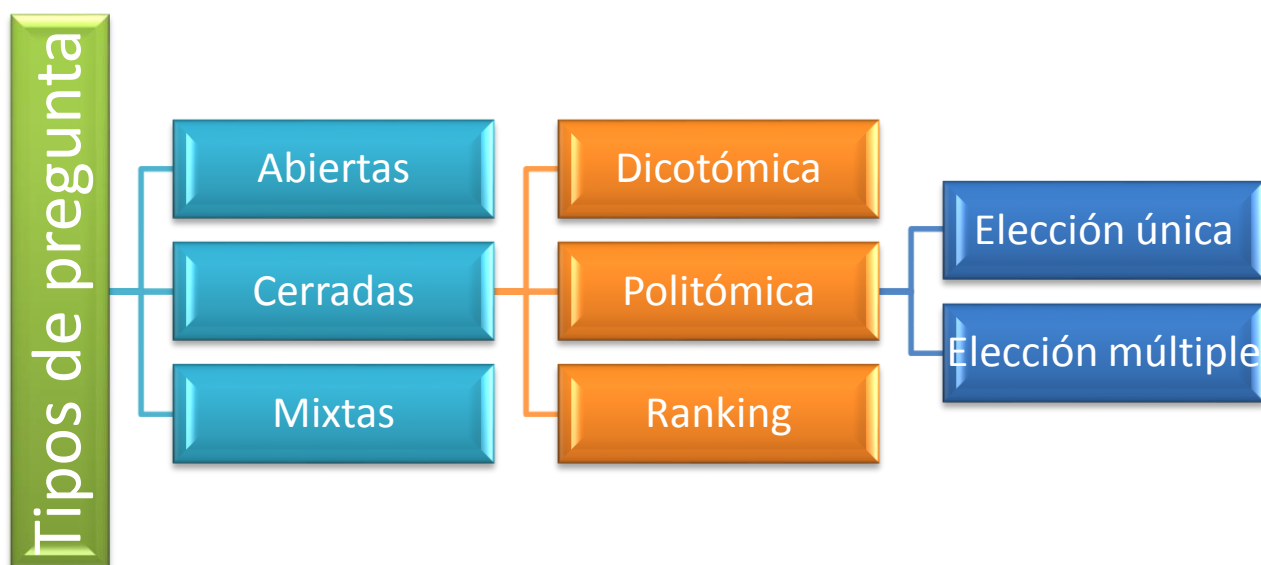 Tipos de pregunta
Abiertas
Cerradas
Mixtas
Dicotómica
Politómica
Ranking
Elección única
Elección múltiple